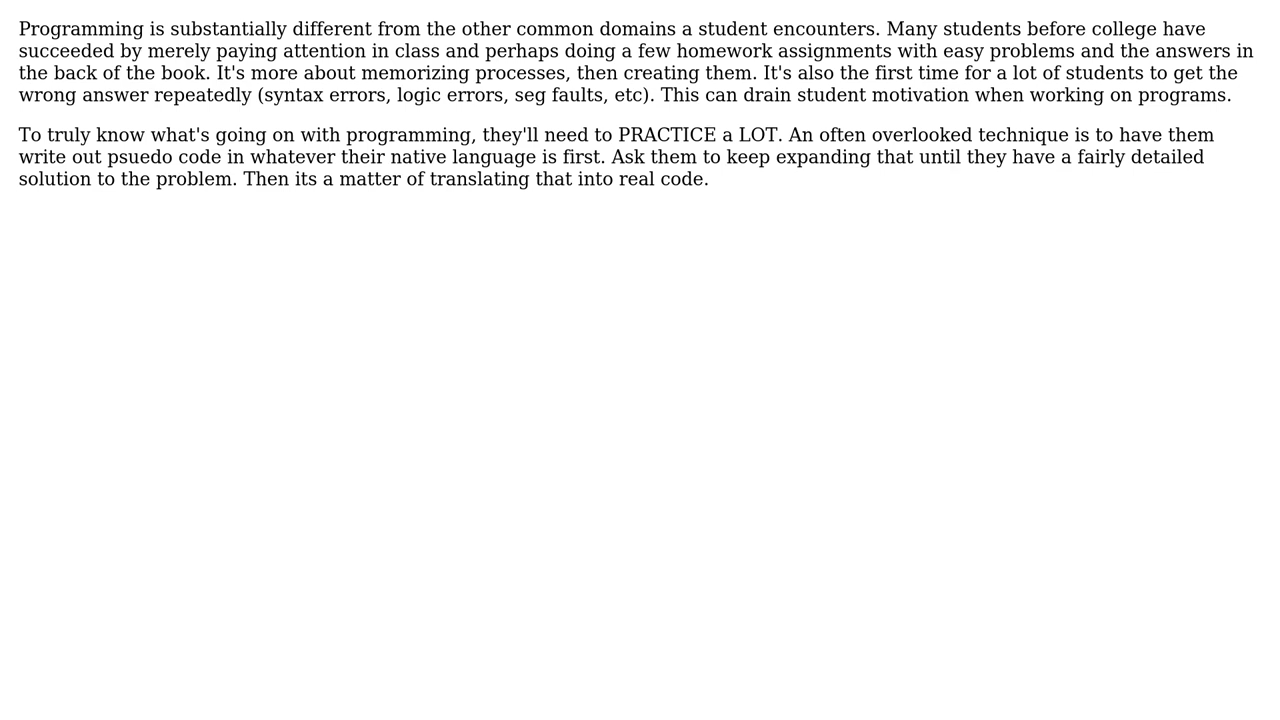 Programming is substantially different from the other common domains a student encounters. Many students before college have
succeeded by merely paying attention in class and perhaps doing a few homework assignments with easy problems and the answers in
the back of the book. It's more about memorizing processes, then creating them. It's also the first time for a lot of students to get the
wrong answer repeatedly (syntax errors, logic errors, seg faults, etc). This can drain student motivation when working on programs.
To truly know what's going on with programming, they'll need to PRACTICE a LOT. An often overlooked technique is to have them
write out psuedo code in whatever their native language is first. Ask them to keep expanding that until they have a fairly detailed
solution to the problem. Then its a matter of translating that into real code.